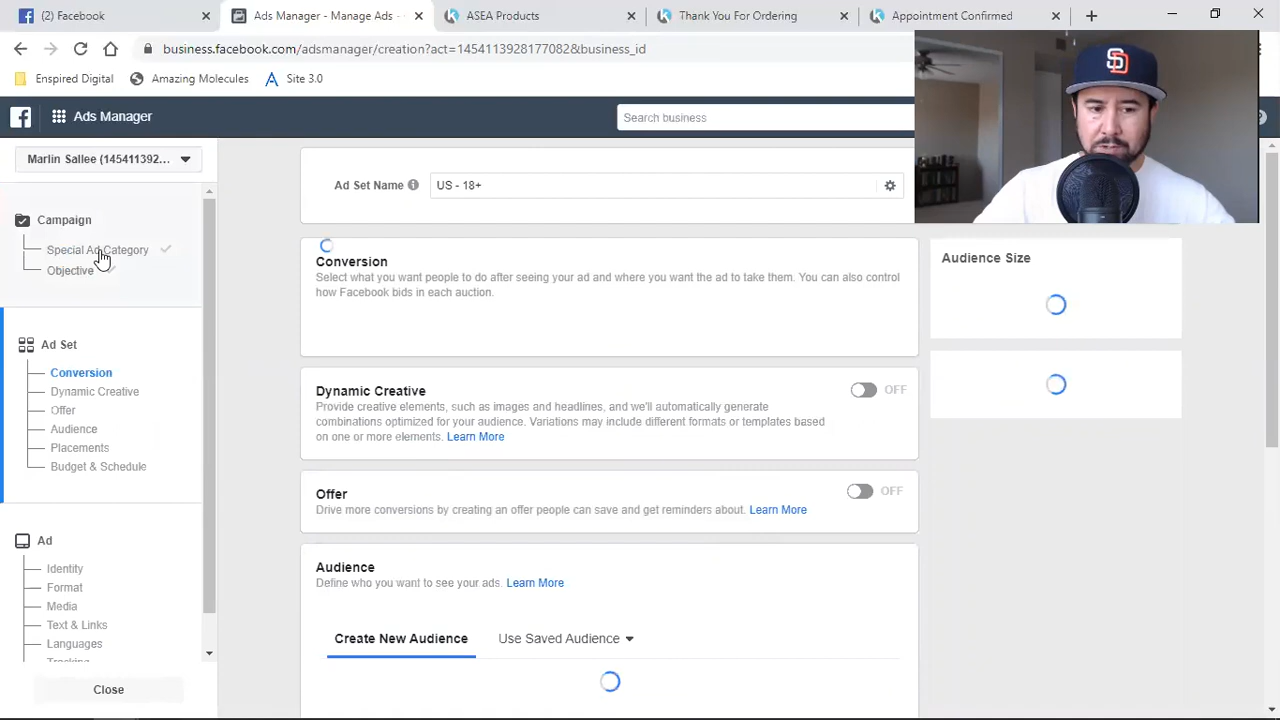 (2) Facebook
Ads Manager - Manage Ads -
ASEA Products
Thank You For Ordering
Appointment Confirmed
business.facebook.com/adsmanager/creation?act=1454113928177082&business_id
Enspired Digital
Amazing Molecules
Site 3.0
Ads Manager
Search business
Marlin Sallee (145411392...
Campaign
Special Ad Category
Objective
Ad Set
Conversion
Dynamic Creative
Offer
Audience
Placements
Budget & Schedule
Ad
Identity
Format
Media
Text & Links
Languages
Tracking
Close
Ad Set Name
US - 18+
Conversion
Select what you want people to do after seeing your ad and where you want the ad to take them. You can also control
how Facebook bids in each auction.
Dynamic Creative
OFF
Provide creative elements, such as images and headlines, and we'll automatically generate
combinations optimized for your audience. Variations may include different formats or templates based
on one or more elements. Learn More
Offer
OFF
Drive more conversions by creating an offer people can save and get reminders about. Learn More
Audience
Define who you want to see your ads. Learn More
Create New Audience
Use Saved Audience
Audience Size
SD